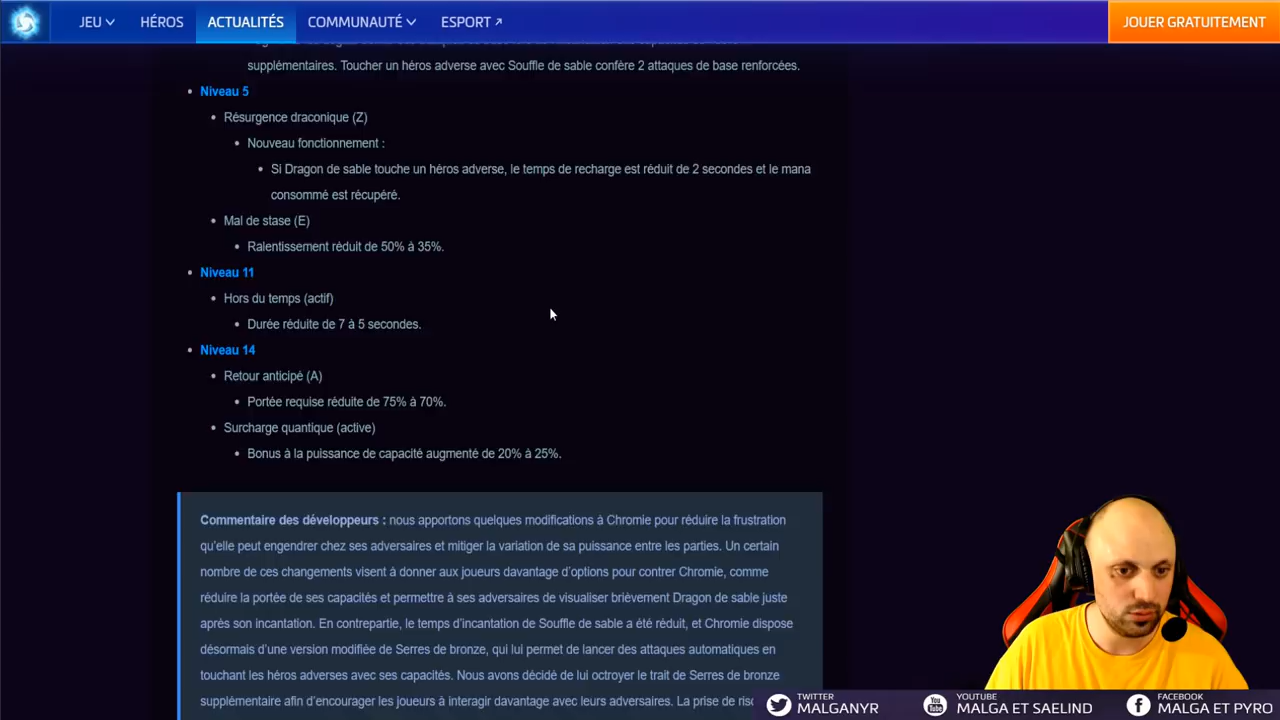 JEU HÉROS ACTUALITÉS COMMUNAUTÉ ESPORT JOUER GRATUITEMENT
supplémentaires. Toucher un héros adverse avec Souffle de sable confère 2 attaques de base renforcées.
Niveau 5
Résurgence draconique (Z)
Nouveau fonctionnement :
Si Dragon de sable touche un héros adverse, le temps de recharge est réduit de 2 secondes et le mana
consommé est récupéré.
Mal de stase (E)
Ralentissement réduit de 50% à 35%.
Niveau 11
Hors du temps (actif)
Durée réduite de 7 à 5 secondes.
Niveau 14
Retour anticipé (A)
Portée requise réduite de 75% à 70%.
Surcharge quantique (active)
Bonus à la puissance de capacité augmenté de 20% à 25%.
Commentaire des développeurs : nous apportons quelques modifications à Chromie pour réduire la frustration
qu'elle peut engendrer chez ses adversaires et mitiger la variation de sa puissance entre les parties. Un certain
nombre de ces changements visent à donner aux joueurs davantage d'options pour contrer Chromie, comme
réduire la portée de ses capacités et permettre à ses adversaires de visualiser brièvement Dragon de sable juste
après son incantation. En contrepartie, le temps d'incantation de Souffle de sable a été réduit, et Chromie dispose
désormais d'une version modifiée de Serres de bronze, qui lui permet de lancer des attaques automatiques en
touchant les héros adverses avec ses capacités. Nous avons décidé de lui octroyer le trait de Serres de bronze
supplémentaire afin d'encourager les joueurs à interagir davantage avec leurs adversaires. La prise de
TWITTER
MALGANYR
YOUTUBE
MALGA ET SAELIND
FACEBOOK
MALGA ET PYRO